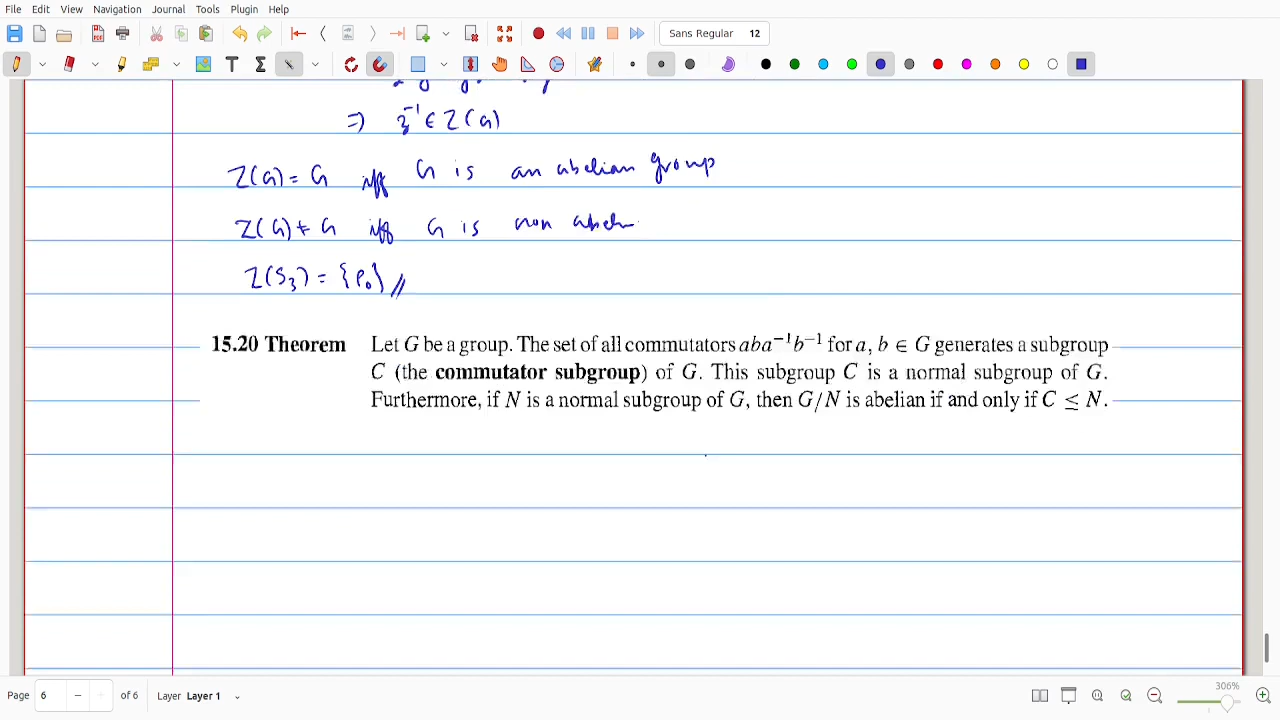 File Edit View Navigation Journal Tools Plugin Help
Sans Regular 12
⇒ z⁻¹ ∈ Z(G)
Z(G) = G iff G is an abelian group
Z(G) ≠ G iff G is non abelian
Z(S₃) = {ρ₀} //
15.20 Theorem Let G be a group. The set of all commutators aba⁻¹b⁻¹ for a, b ∈ G generates a subgroup
C (the commutator subgroup) of G. This subgroup C is a normal subgroup of G.
Furthermore, if N is a normal subgroup of G, then G/N is abelian if and only if C ≤ N.
Page 6 of 6 Layer Layer 1
306%